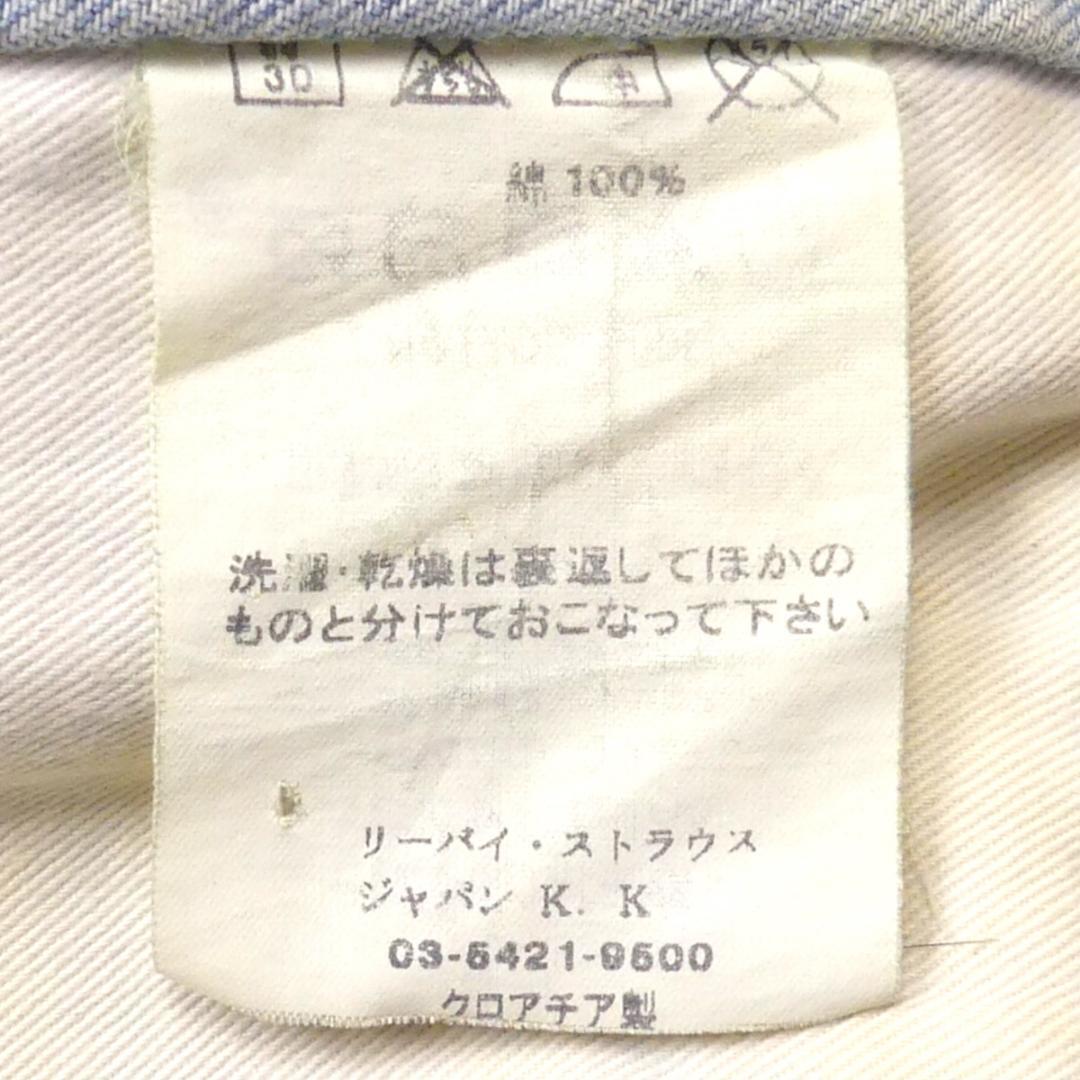 30
綿 100%
洗濯・乾燥は裏返してほかの
ものと分けておこなって下さい
リーバイ・ストラウス
ジャパン K. K
03-5421-9500
クロアチア製